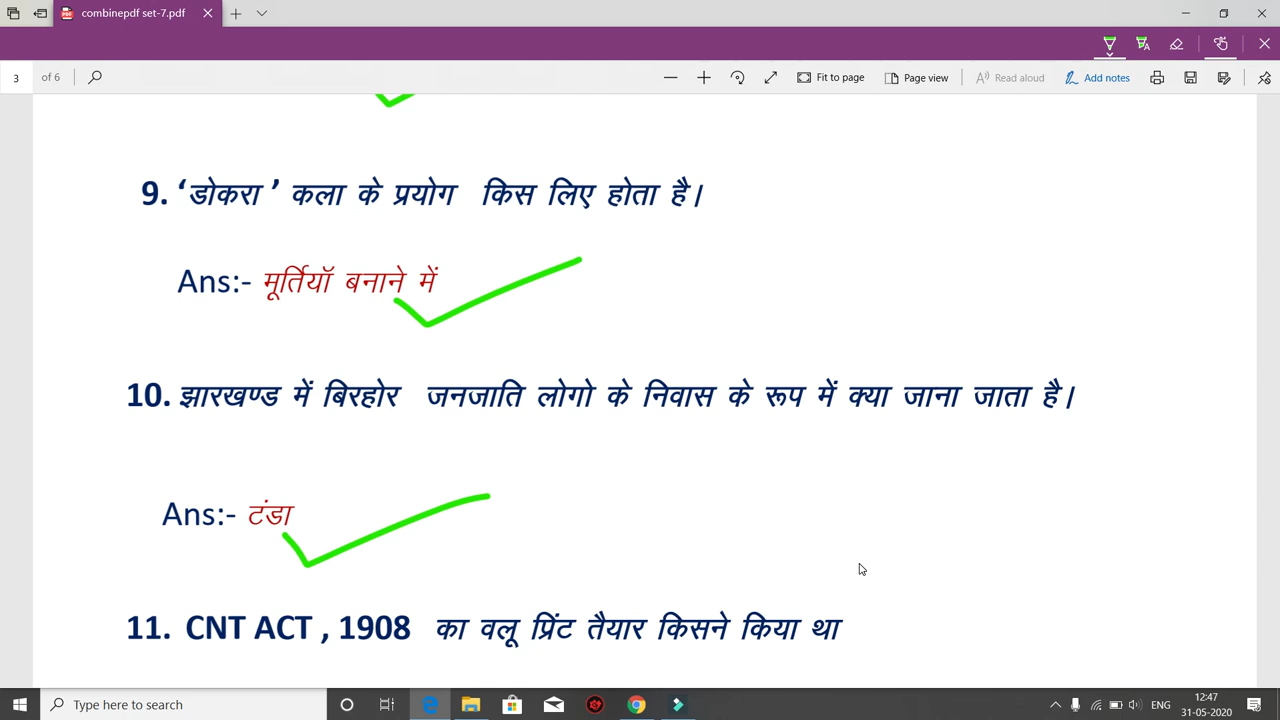 combinepdf set-7.pdf
3 of 6 Fit to page Page view Read aloud Add notes
9. ‘डोकरा ’ कला के प्रयोग किस लिए होता है।
Ans:- मूर्तियॉ बनाने में
10. झारखण्ड में बिरहोर जनजाति लोगो के निवास के रूप में क्या जाना जाता है।
Ans:- टंडा
11. CNT ACT , 1908 का वलू प्रिंट तैयार किसने किया था
Type here to search ENG 12:47
31-05-2020